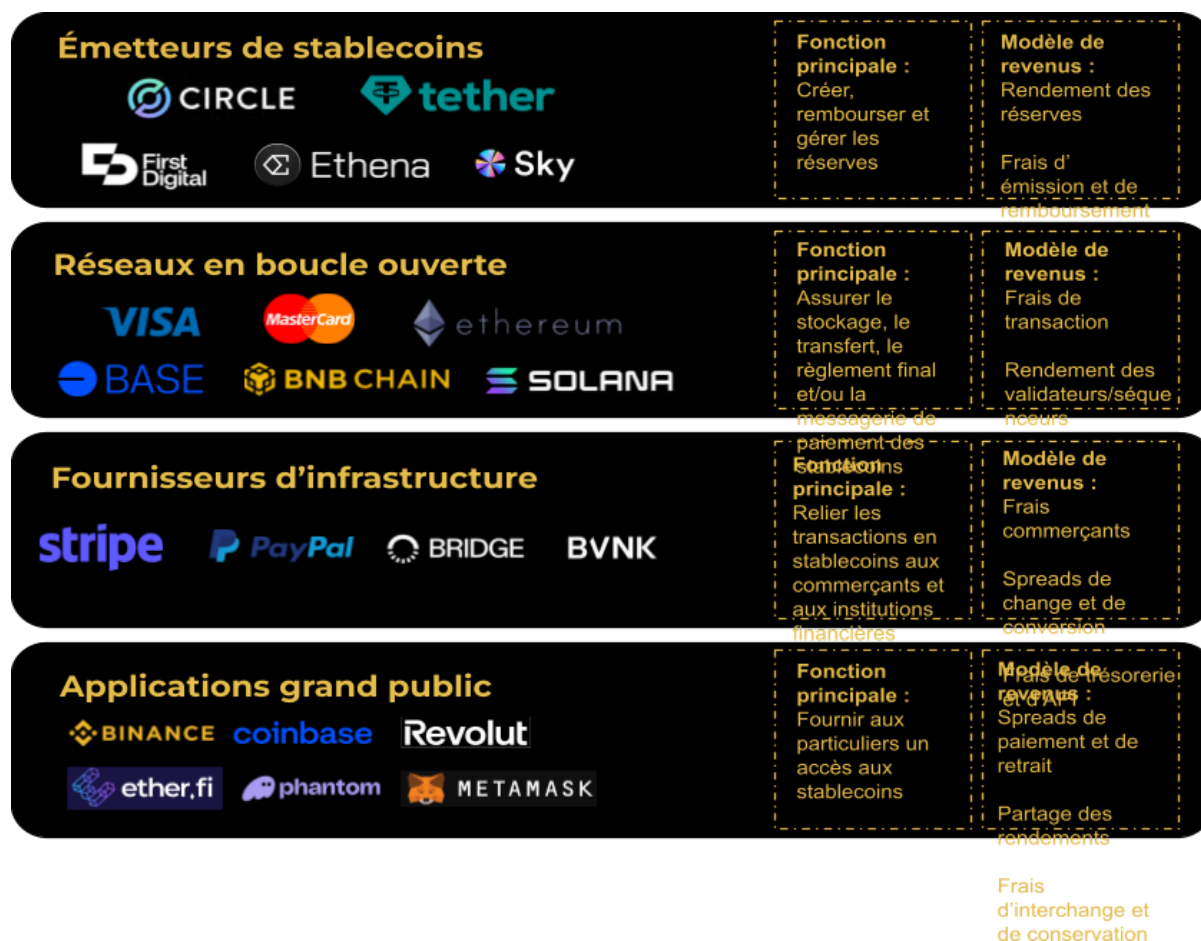 Émetteurs de stablecoins
CIRCLE
tether
First
Digital
Ethena
Sky
Fonction
principale :
Créer,
rembourser et
gérer les
réserves
Modèle de
revenus :
Rendement des
réserves
Frais d’
émission et de
remboursement
Réseaux en boucle ouverte
VISA
MasterCard
ethereum
BASE
BNB CHAIN
SOLANA
Fonction
principale :
Assurer le
stockage, le
transfert, le
règlement final
et/ou la
messagerie de
paiement des
stablecoins
Modèle de
revenus :
Frais de
transaction
Rendement des
validateurs/séque
nceurs
Fournisseurs d’infrastructure
stripe
PayPal
BRIDGE
BVNK
Fonction
principale :
Relier les
transactions en
stablecoins aux
commerçants et
aux institutions
financières
Modèle de
revenus :
Frais
commerçants
Spreads de
change et de
conversion
Frais de trésorerie
et d’API
Applications grand public
BINANCE
coinbase
Revolut
ether.fi
phantom
METAMASK
Fonction
principale :
Fournir aux
particuliers un
accès aux
stablecoins
Modèle de
revenus :
Spreads de
paiement et de
retrait
Partage des
rendements
Frais
d’interchange et
de conservation